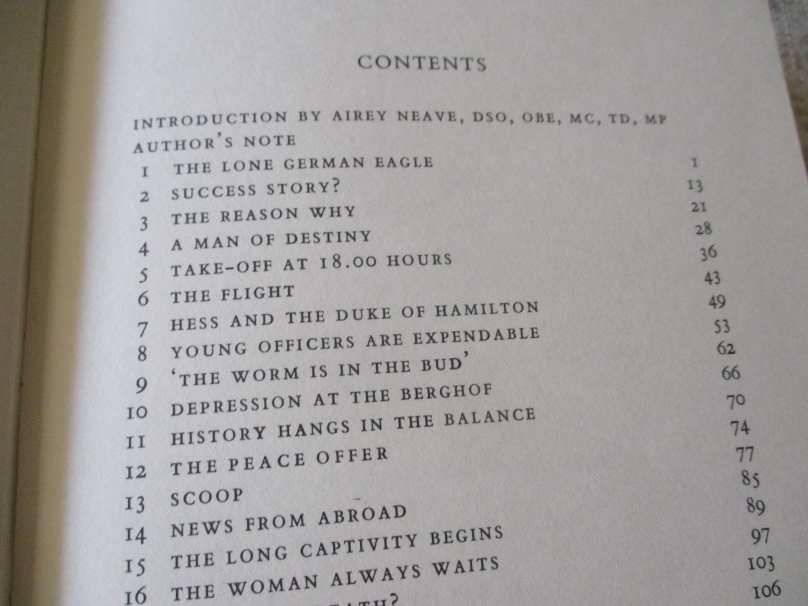 CONTENTS
INTRODUCTION BY AIREY NEAVE, DSO, OBE, MC, TD, MP
AUTHOR'S NOTE
1 THE LONE GERMAN EAGLE 1
2 SUCCESS STORY? 13
3 THE REASON WHY 21
4 A MAN OF DESTINY 28
5 TAKE-OFF AT 18.00 HOURS 36
6 THE FLIGHT 43
7 HESS AND THE DUKE OF HAMILTON 49
8 YOUNG OFFICERS ARE EXPENDABLE 53
9 'THE WORM IS IN THE BUD' 62
10 DEPRESSION AT THE BERGHOF 66
11 HISTORY HANGS IN THE BALANCE 70
12 THE PEACE OFFER 74
13 SCOOP 77
14 NEWS FROM ABROAD 85
15 THE LONG CAPTIVITY BEGINS 89
16 THE WOMAN ALWAYS WAITS 97
103
106